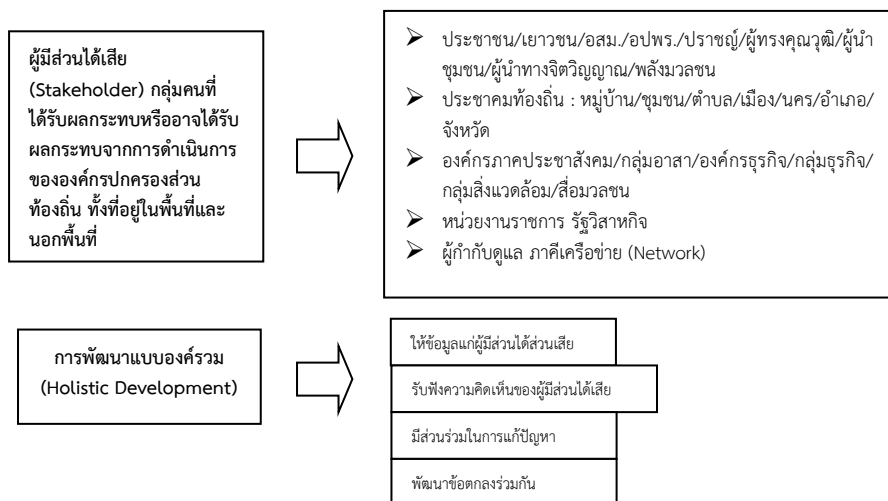 ผู้มีส่วนได้เสีย
(Stakeholder) กลุ่มคนที่
ได้รับผลกระทบหรืออาจได้รับ
ผลกระทบจากการดำเนินการ
ขององค์กรปกครองส่วน
ท้องถิ่น ทั้งที่อยู่ในพื้นที่และ
นอกพื้นที่
➢ ประชาชน/เยาวชน/อสม./อปพร./ปราชญ์/ผู้ทรงคุณวุฒิ/ผู้นำ
ชุมชน/ผู้นำทางจิตวิญญาณ/พลังมวลชน
➢ ประชาคมท้องถิ่น : หมู่บ้าน/ชุมชน/ตำบล/เมือง/นคร/อำเภอ/
จังหวัด
➢ องค์กรภาคประชาสังคม/กลุ่มอาสา/องค์กรธุรกิจ/กลุ่มธุรกิจ/
กลุ่มสิ่งแวดล้อม/สื่อมวลชน
➢ หน่วยงานราชการ รัฐวิสาหกิจ
➢ ผู้กำกับดูแล ภาคีเครือข่าย (Network)
การพัฒนาแบบองค์รวม
(Holistic Development)
ให้ข้อมูลแก่ผู้มีส่วนได้ส่วนเสีย
รับฟังความคิดเห็นของผู้มีส่วนได้เสีย
มีส่วนร่วมในการแก้ปัญหา
พัฒนาข้อตกลงร่วมกัน